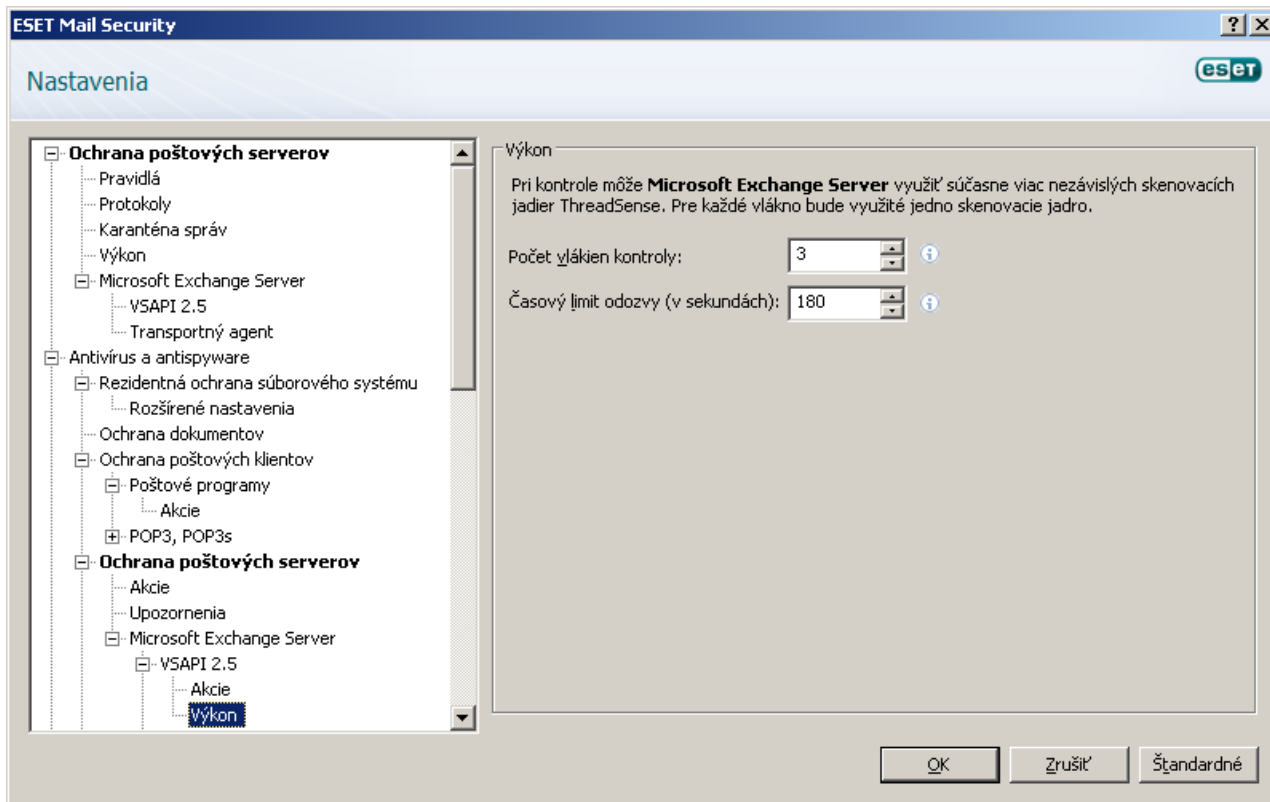 ESET Mail Security
Nastavenia
eset
Ochrana poštových serverov
Pravidlá
Protokoly
Karanténa správ
Výkon
Microsoft Exchange Server
VSAPI 2.5
Transportný agent
Antivírus a antispyware
Rezidentná ochrana súborového systému
Rozšírené nastavenia
Ochrana dokumentov
Ochrana poštových klientov
Poštové programy
Akcie
POP3, POP3s
Ochrana poštových serverov
Akcie
Upozornenia
Microsoft Exchange Server
VSAPI 2.5
Akcie
Výkon
Výkon
Pri kontrole môže Microsoft Exchange Server využiť súčasne viac nezávislých skenovacích
jadier ThreadSense. Pre každé vlákno bude využité jedno skenovacie jadro.
Počet vlákien kontroly: 3
Časový limit odozvy (v sekundách): 180
OK Zrušiť Štandardné